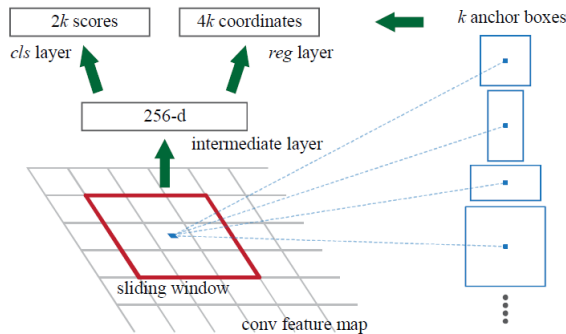 2k scores
4k coordinates
k anchor boxes
cls layer
reg layer
256-d
intermediate layer
sliding window
conv feature map